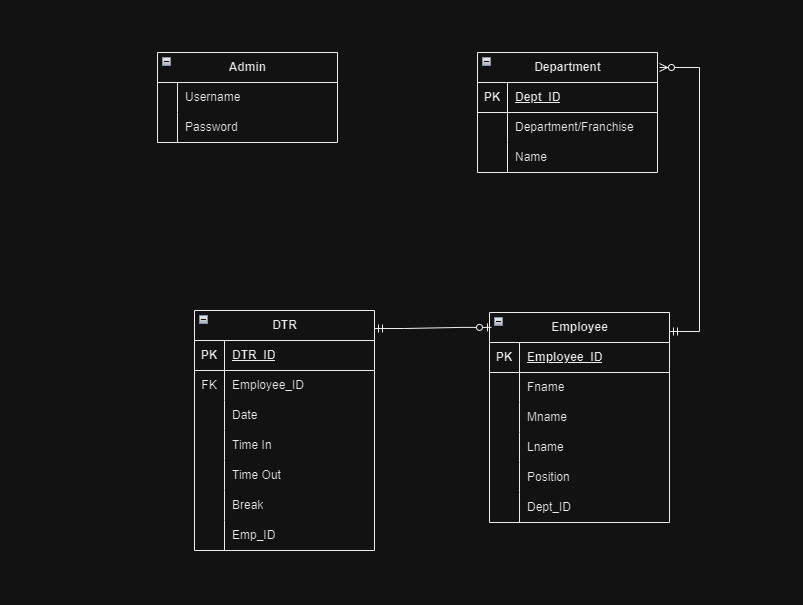 Admin
Username
Password
Department
PK Dept_ID
Department/Franchise
Name
DTR
PK DTR_ID
FK Employee_ID
Date
Time In
Time Out
Break
Emp_ID
Employee
PK Employee_ID
Fname
Mname
Lname
Position
Dept_ID